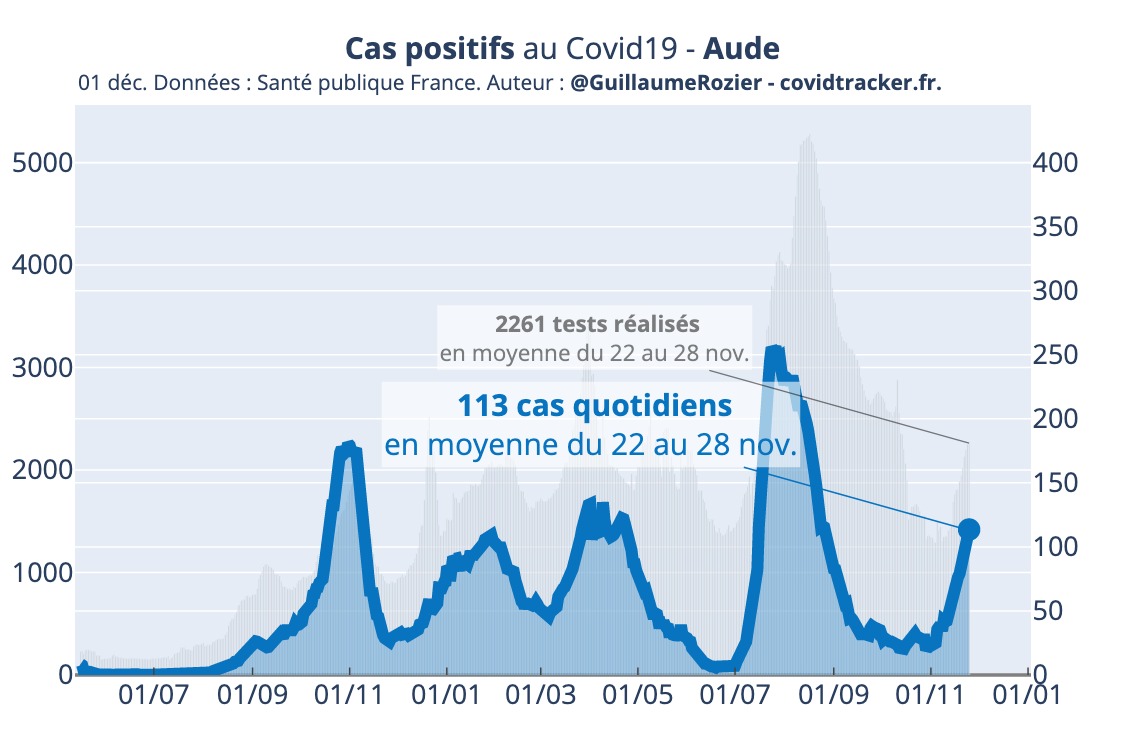 Cas positifs au Covid19 - Aude
01 déc. Données : Santé publique France. Auteur : @GuillaumeRozier - covidtracker.fr.
5000
4000
3000
2000
1000
0
400
350
300
250
200
150
100
50
0
2261 tests réalisés
en moyenne du 22 au 28 nov.
113 cas quotidiens
en moyenne du 22 au 28 nov.
01/07 01/09 01/11 01/01 01/03 01/05 01/07 01/09 01/11 01/01